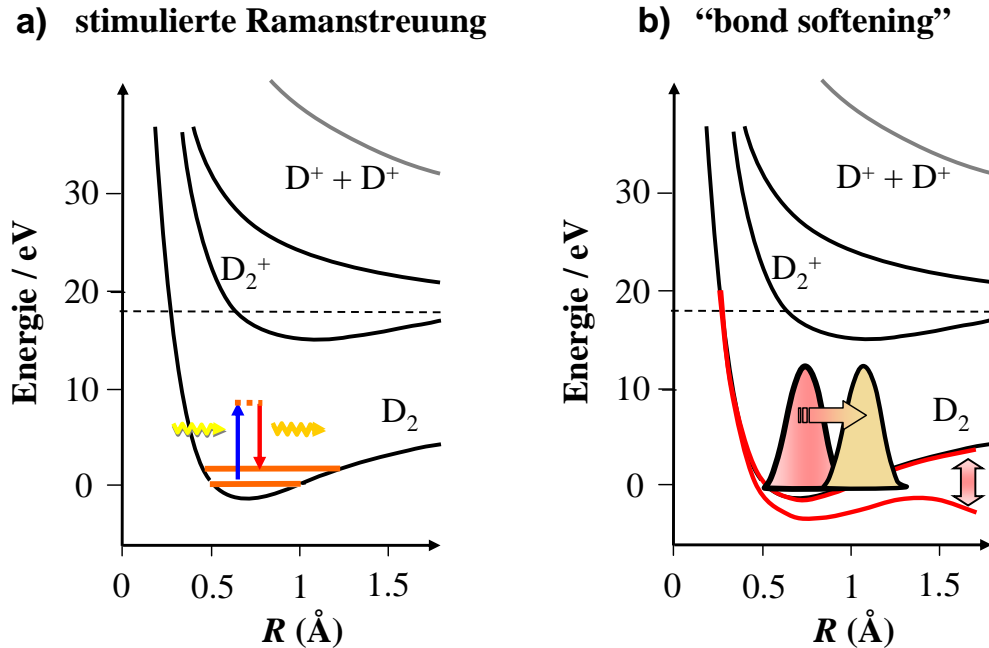 a) stimulierte Ramanstreuung
Energie / eV
30
20
10
0
D⁺ + D⁺
D₂⁺
D₂
0
0.5
1
1.5
R (Å)
b) “bond softening”
Energie / eV
30
20
10
0
D⁺ + D⁺
D₂⁺
D₂
0
0.5
1
1.5
R (Å)